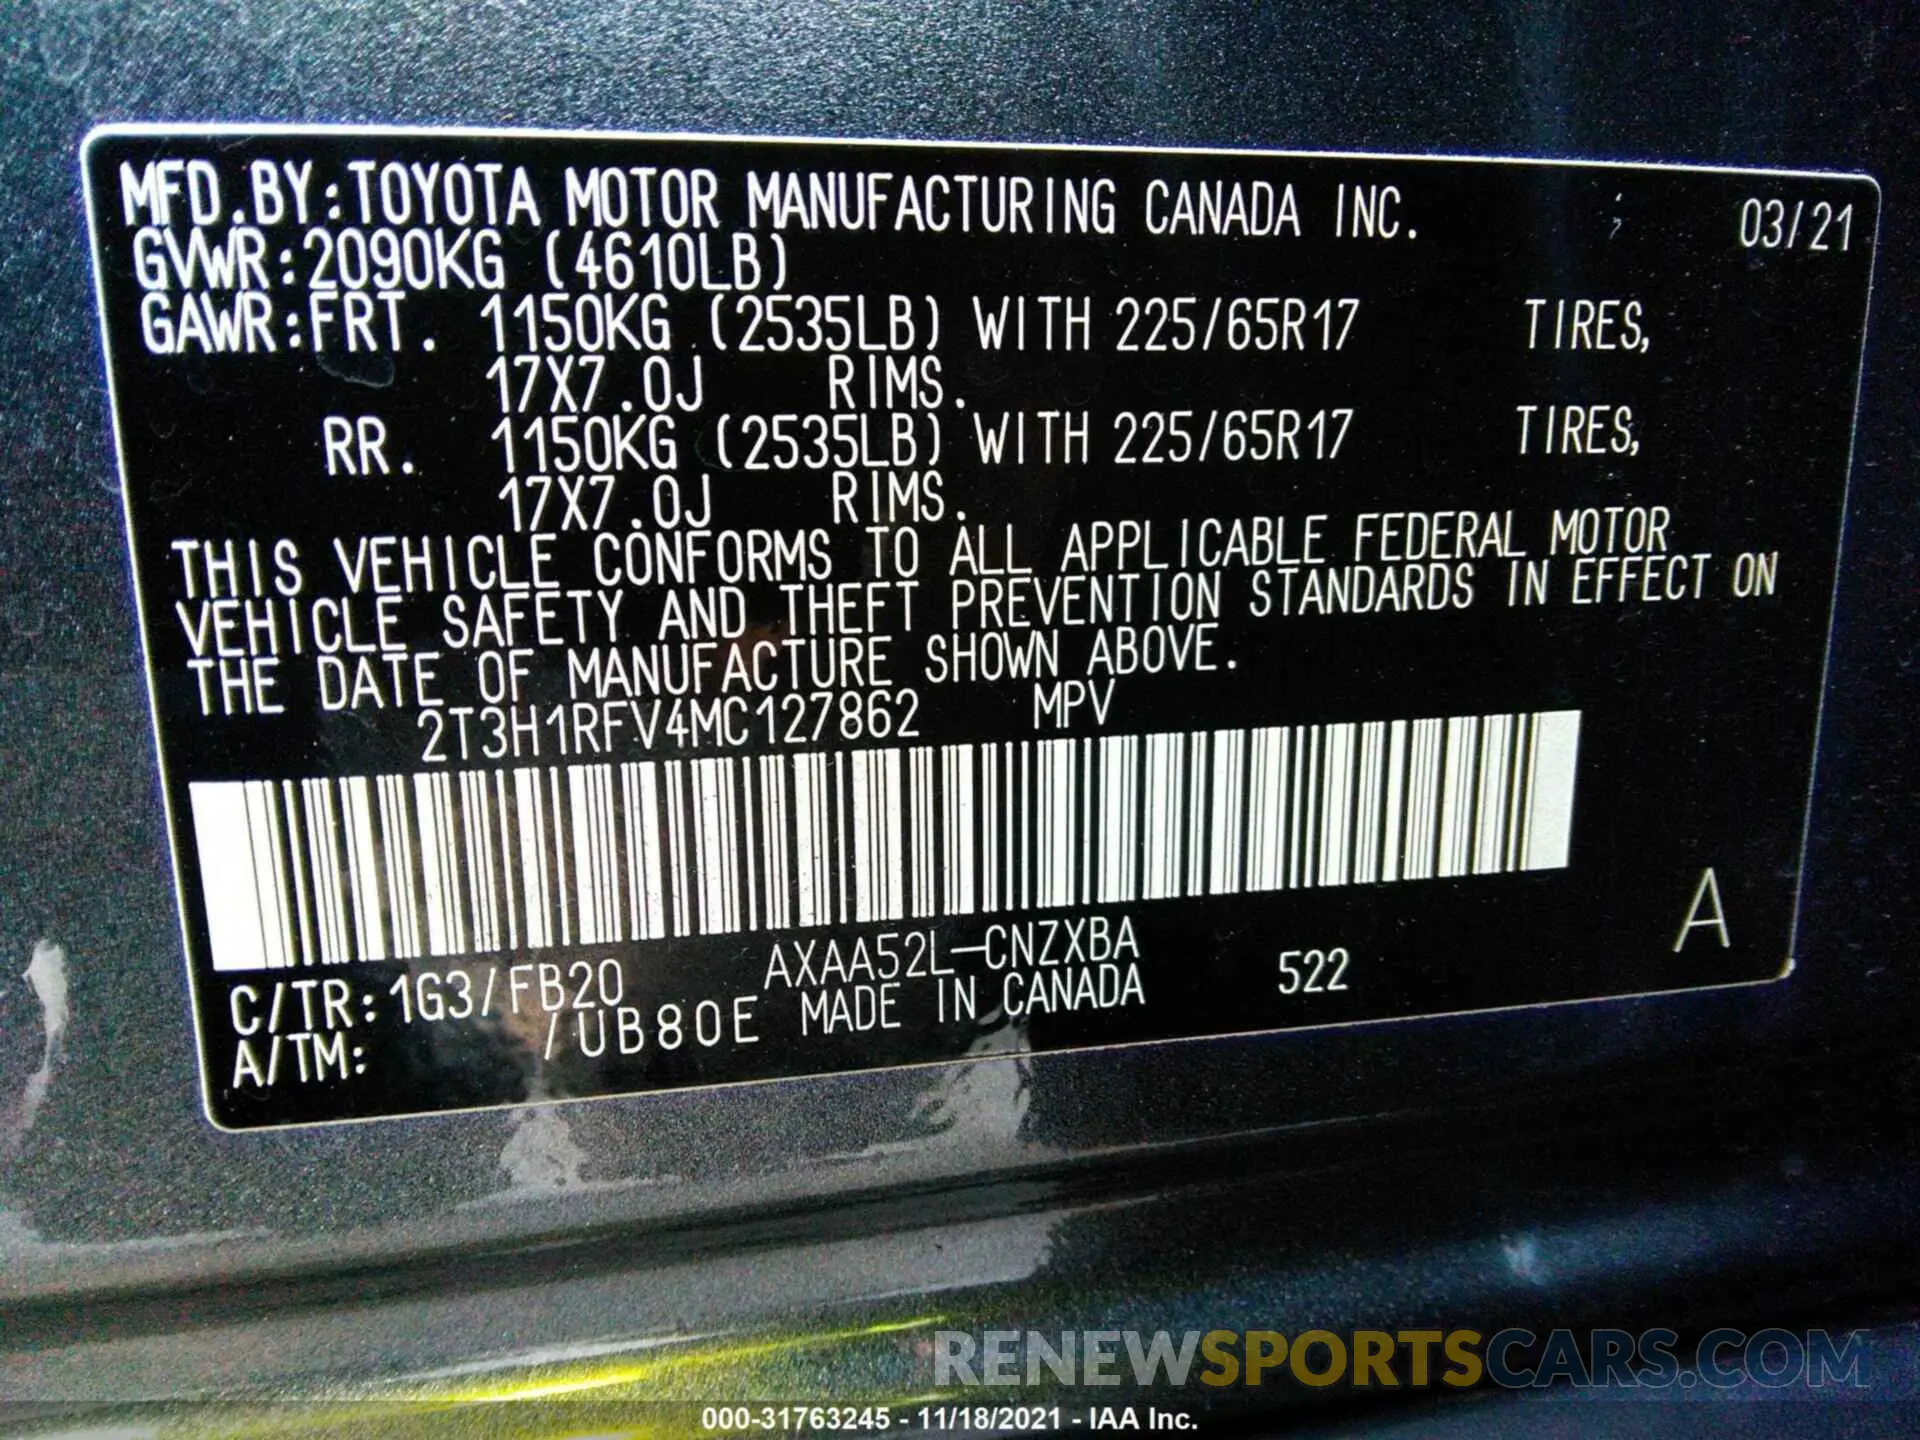 MFD.BY:TOYOTA MOTOR MANUFACTURING CANADA INC. 03/21
GVWR:2090KG (4610LB)
GAWR:FRT. 1150KG (2535LB) WITH 225/65R17 TIRES,
17X7.0J RIMS.
RR. 1150KG (2535LB) WITH 225/65R17 TIRES,
17X7.0J RIMS.
THIS VEHICLE CONFORMS TO ALL APPLICABLE FEDERAL MOTOR
VEHICLE SAFETY AND THEFT PREVENTION STANDARDS IN EFFECT ON
THE DATE OF MANUFACTURE SHOWN ABOVE.
2T3H1RFV4MC127862 MPV
A
C/TR:1G3/FB20 AXAA52L-CNZXBA 522
A/TM: /UB80E MADE IN CANADA
RENEWSPORTSCARS.COM
000-31763245 - 11/18/2021 - IAA Inc.